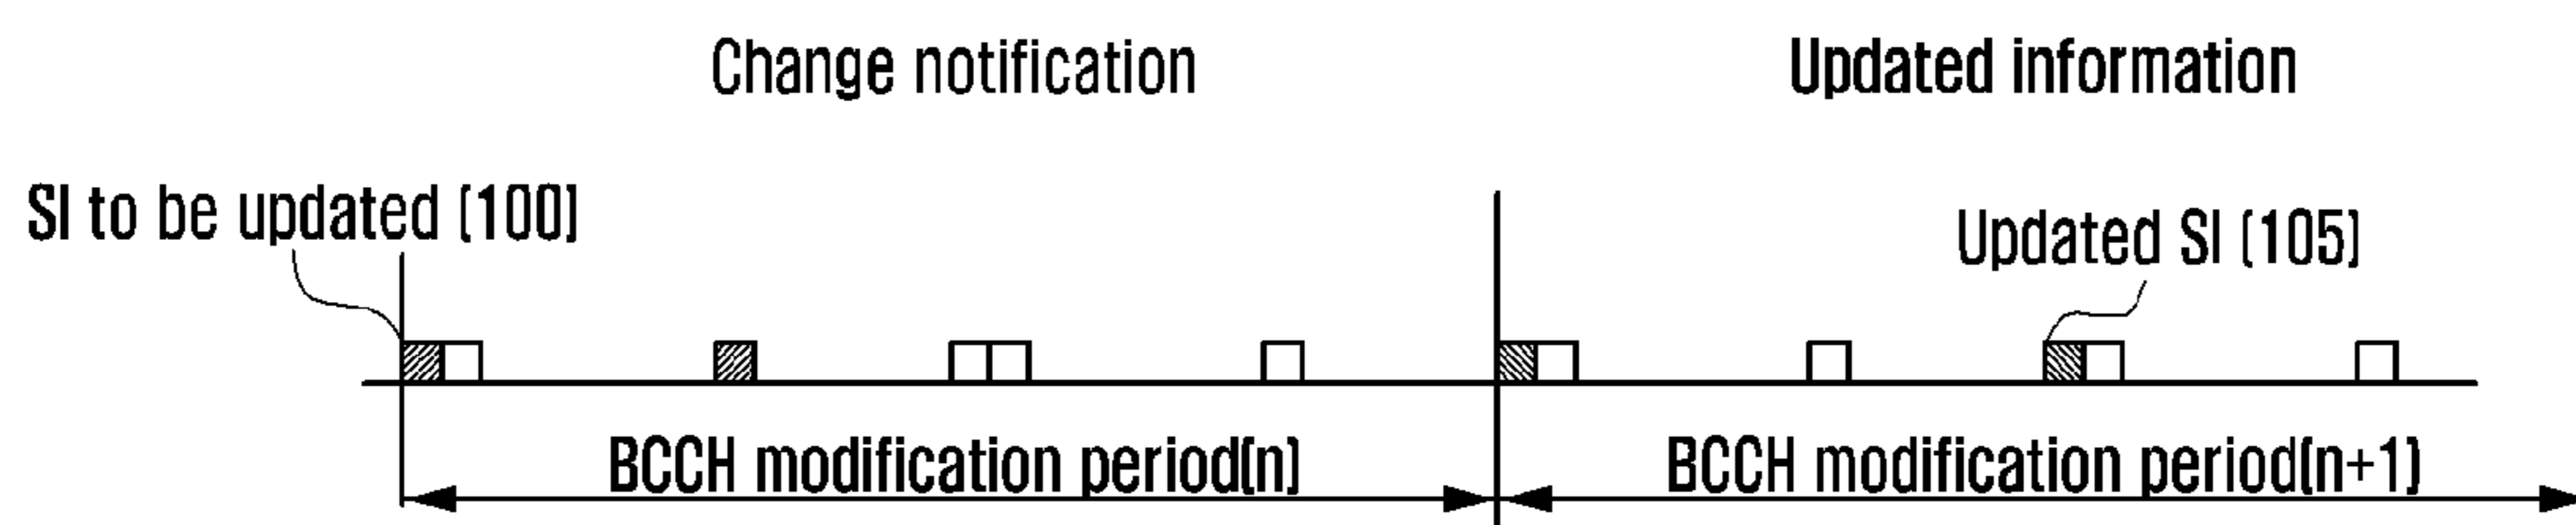 Change notification
Updated information
SI to be updated [100]
Updated SI [105]
BCCH modification period(n)
BCCH modification period(n+1)